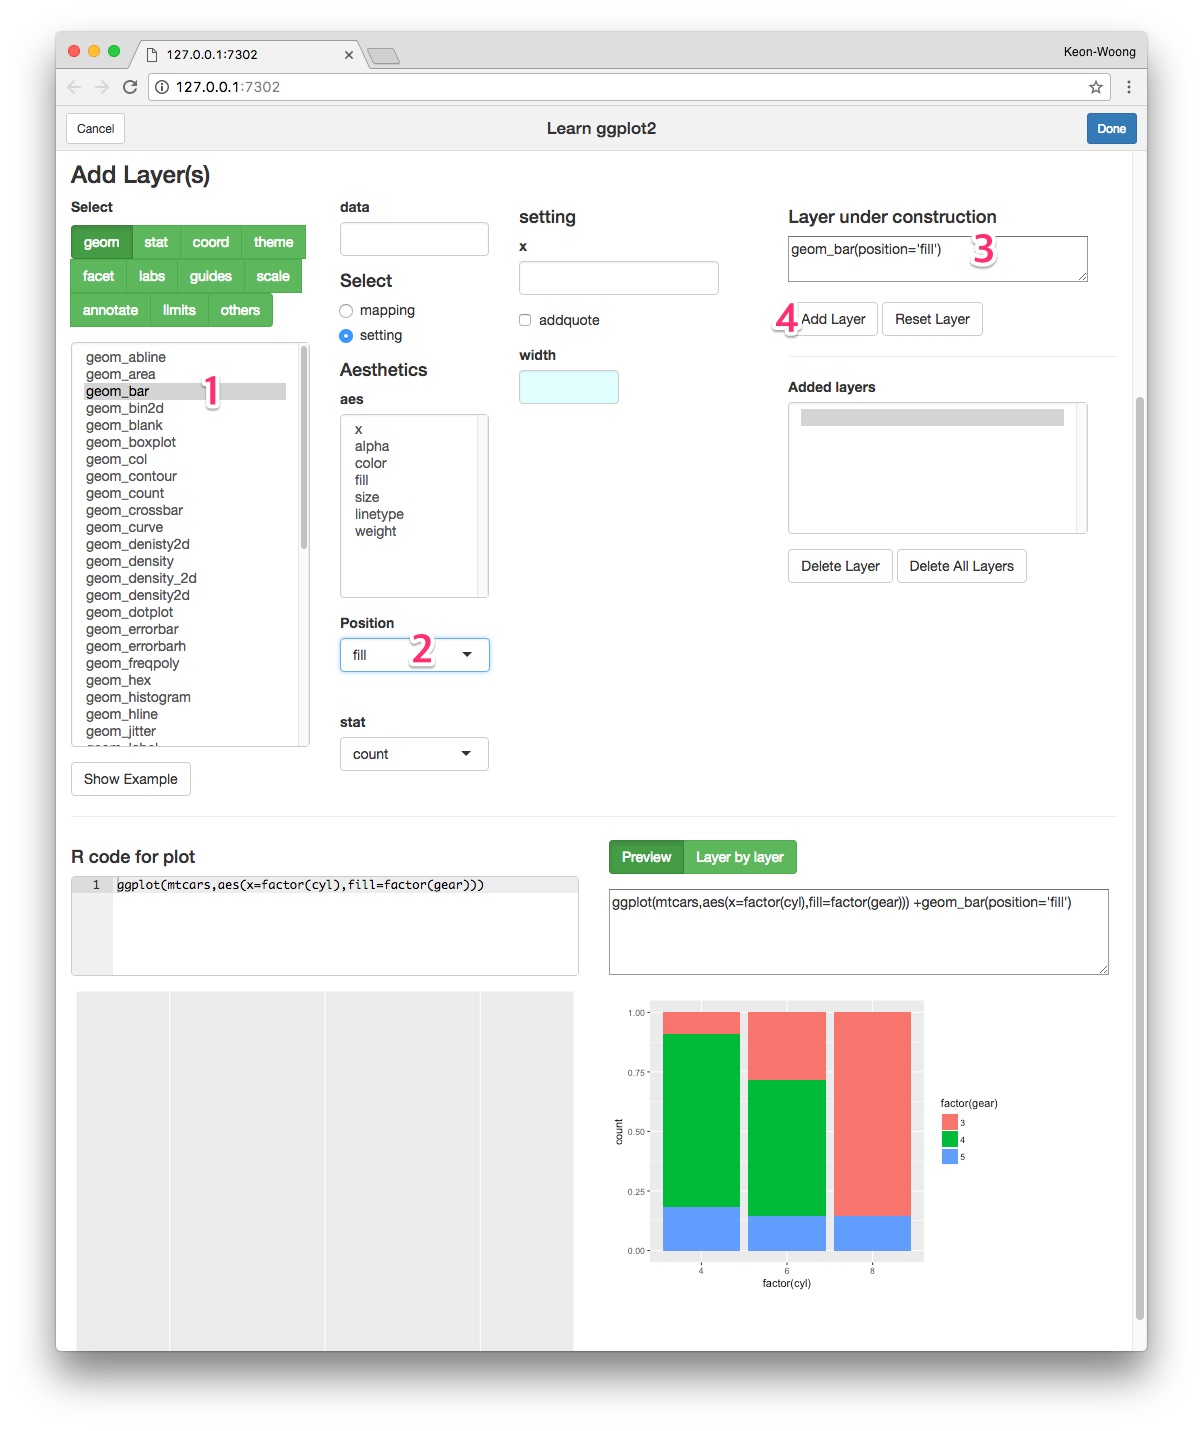 127.0.0.1:7302
Keon-Woong
127.0.0.1:7302
Cancel
Learn ggplot2
Done
Add Layer(s)
Select
geom stat coord theme
facet labs guides scale
annotate limits others
geom_abline
geom_area
geom_bar
1
geom_bin2d
geom_blank
geom_boxplot
geom_col
geom_contour
geom_count
geom_crossbar
geom_curve
geom_denisty2d
geom_density
geom_density_2d
geom_density2d
geom_dotplot
geom_errorbar
geom_errorbarh
geom_freqpoly
geom_hex
geom_histogram
geom_hline
geom_jitter
geom_label
Show Example
data
Select
mapping
setting
Aesthetics
aes
x
alpha
color
fill
size
linetype
weight
Position
fill
2
stat
count
setting
x
addquote
width
Layer under construction
geom_bar(position='fill')
3
4
Add Layer
Reset Layer
Added layers
Delete Layer
Delete All Layers
R code for plot
1 ggplot(mtcars,aes(x=factor(cyl),fill=factor(gear)))
Preview
Layer by layer
ggplot(mtcars,aes(x=factor(cyl),fill=factor(gear))) +geom_bar(position='fill')
1.00
0.75
0.50
0.25
0.00
count
4 6 8
factor(cyl)
factor(gear)
3
4
5